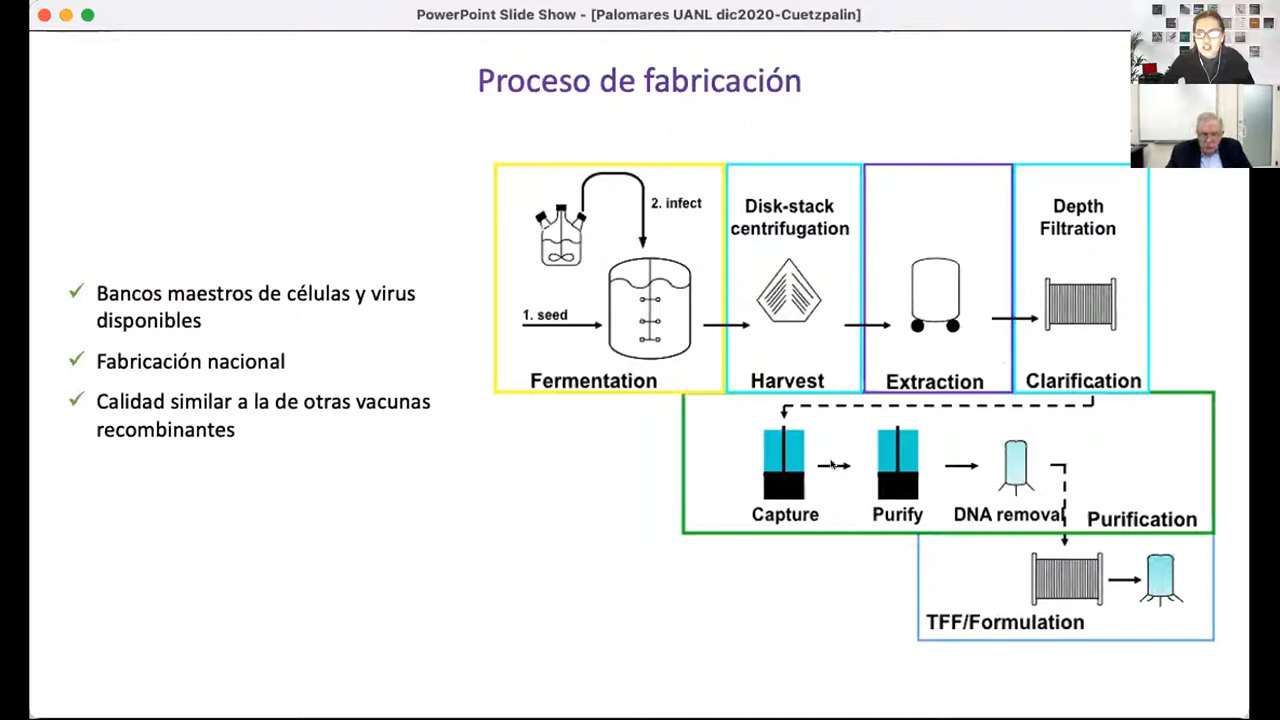 PowerPoint Slide Show - [Palomares UANL dic2020-Cuetzpalin]
Proceso de fabricación
Bancos maestros de células y virus
disponibles
Fabricación nacional
Calidad similar a la de otras vacunas
recombinantes
2. infect
1. seed
Fermentation
Disk-stack
centrifugation
Harvest
Extraction
Depth
Filtration
Clarification
Capture
Purify
DNA removal
Purification
TFF/Formulation